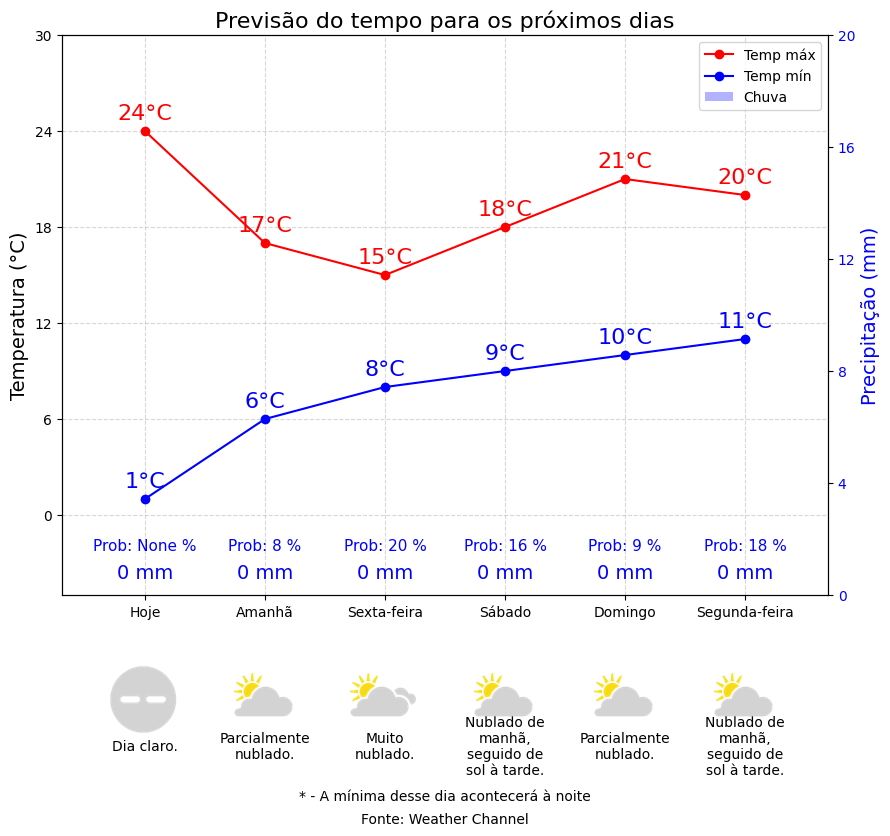 Previsão do tempo para os próximos dias
30
24
18
12
6
0
Temperatura (°C)
20
16
12
8
4
0
Precipitação (mm)
Temp máx
Temp mín
Chuva
24°C
17°C
15°C
18°C
21°C
20°C
1°C
6°C
8°C
9°C
10°C
11°C
Prob: None %
Prob: 8 %
Prob: 20 %
Prob: 16 %
Prob: 9 %
Prob: 18 %
0 mm
0 mm
0 mm
0 mm
0 mm
0 mm
Hoje
Amanhã
Sexta-feira
Sábado
Domingo
Segunda-feira
Dia claro.
Parcialmente
nublado.
Muito
nublado.
Nublado de
manhã,
seguido de
sol à tarde.
Parcialmente
nublado.
Nublado de
manhã,
seguido de
sol à tarde.
* - A mínima desse dia acontecerá à noite
Fonte: Weather Channel